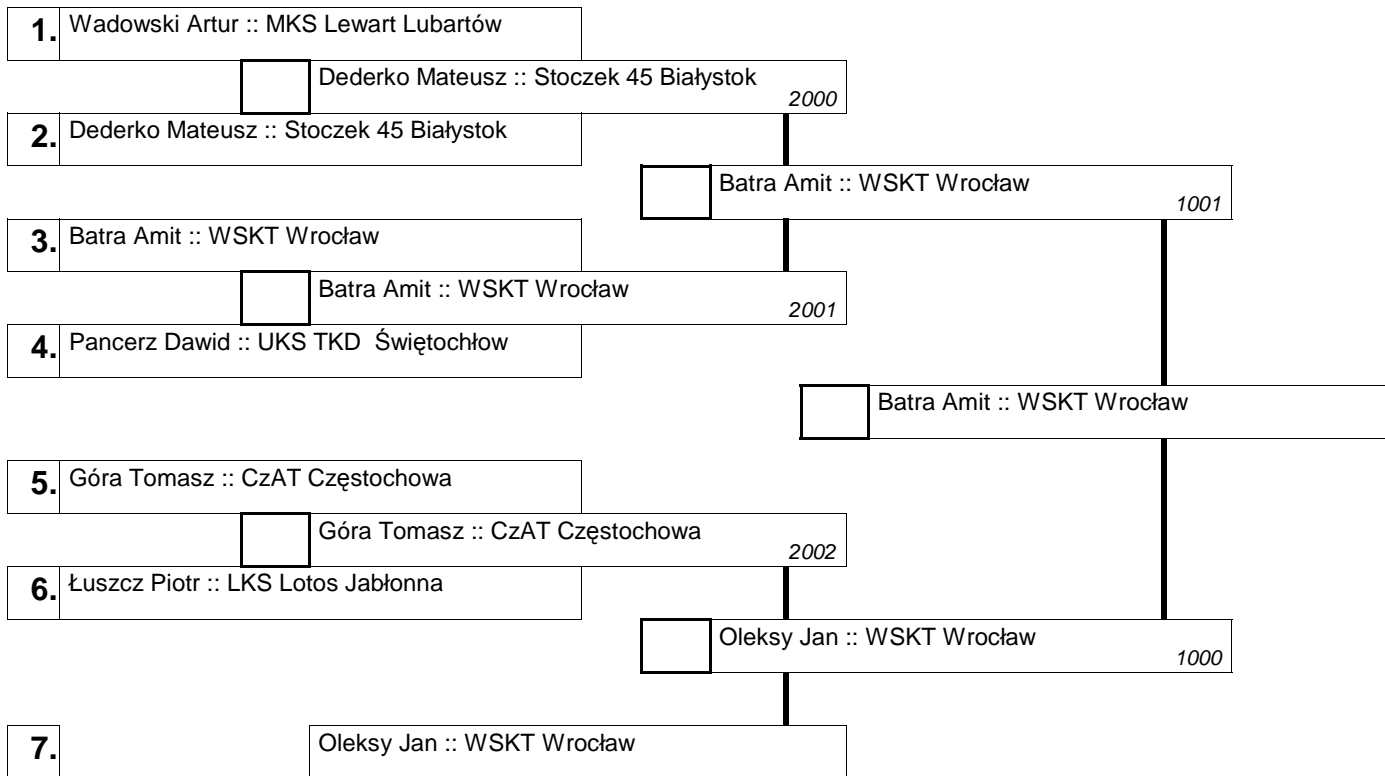 1. Wadowski Artur :: MKS Lewart Lubartów
Dederko Mateusz :: Stoczek 45 Białystok
2000
2. Dederko Mateusz :: Stoczek 45 Białystok
Batra Amit :: WSKT Wrocław
1001
3. Batra Amit :: WSKT Wrocław
Batra Amit :: WSKT Wrocław
2001
4. Pancerz Dawid :: UKS TKD  Świętochłow
Batra Amit :: WSKT Wrocław
5. Góra Tomasz :: CzAT Częstochowa
Góra Tomasz :: CzAT Częstochowa
2002
6. Łuszcz Piotr :: LKS Lotos Jabłonna
Oleksy Jan :: WSKT Wrocław
1000
7. Oleksy Jan :: WSKT Wrocław